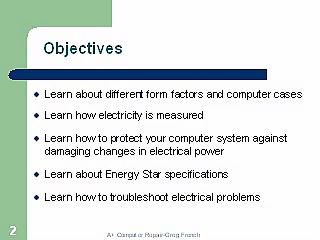 Objectives
Learn about different form factors and computer cases
Learn how electricity is measured
Learn how to protect your computer system against
damaging changes in electrical power
Learn about Energy Star specifications
Learn how to troubleshoot electrical problems
2
A+ Computer Repair-Greg French